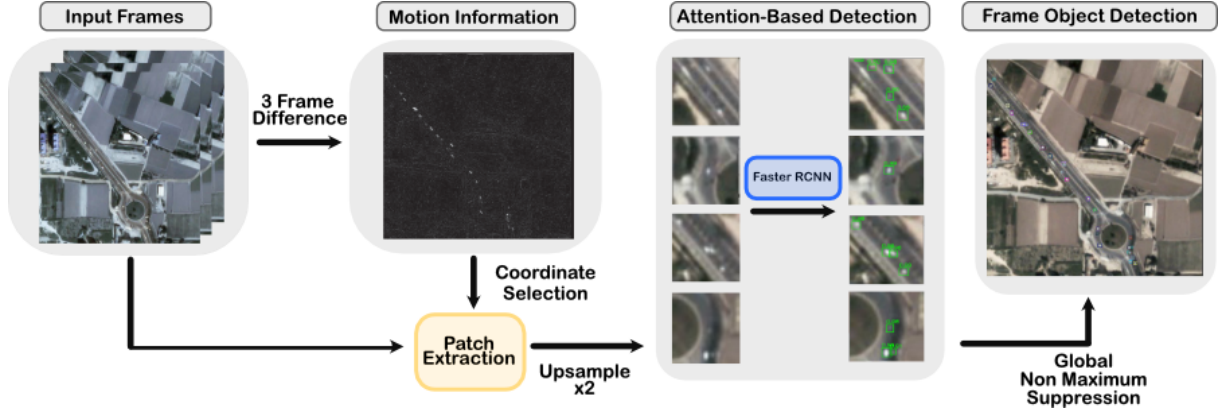 Input Frames
Motion Information
Attention-Based Detection
Frame Object Detection
3 Frame
Difference
Faster RCNN
Coordinate
Selection
Patch
Extraction
Upsample
x2
Global
Non Maximum
Suppression